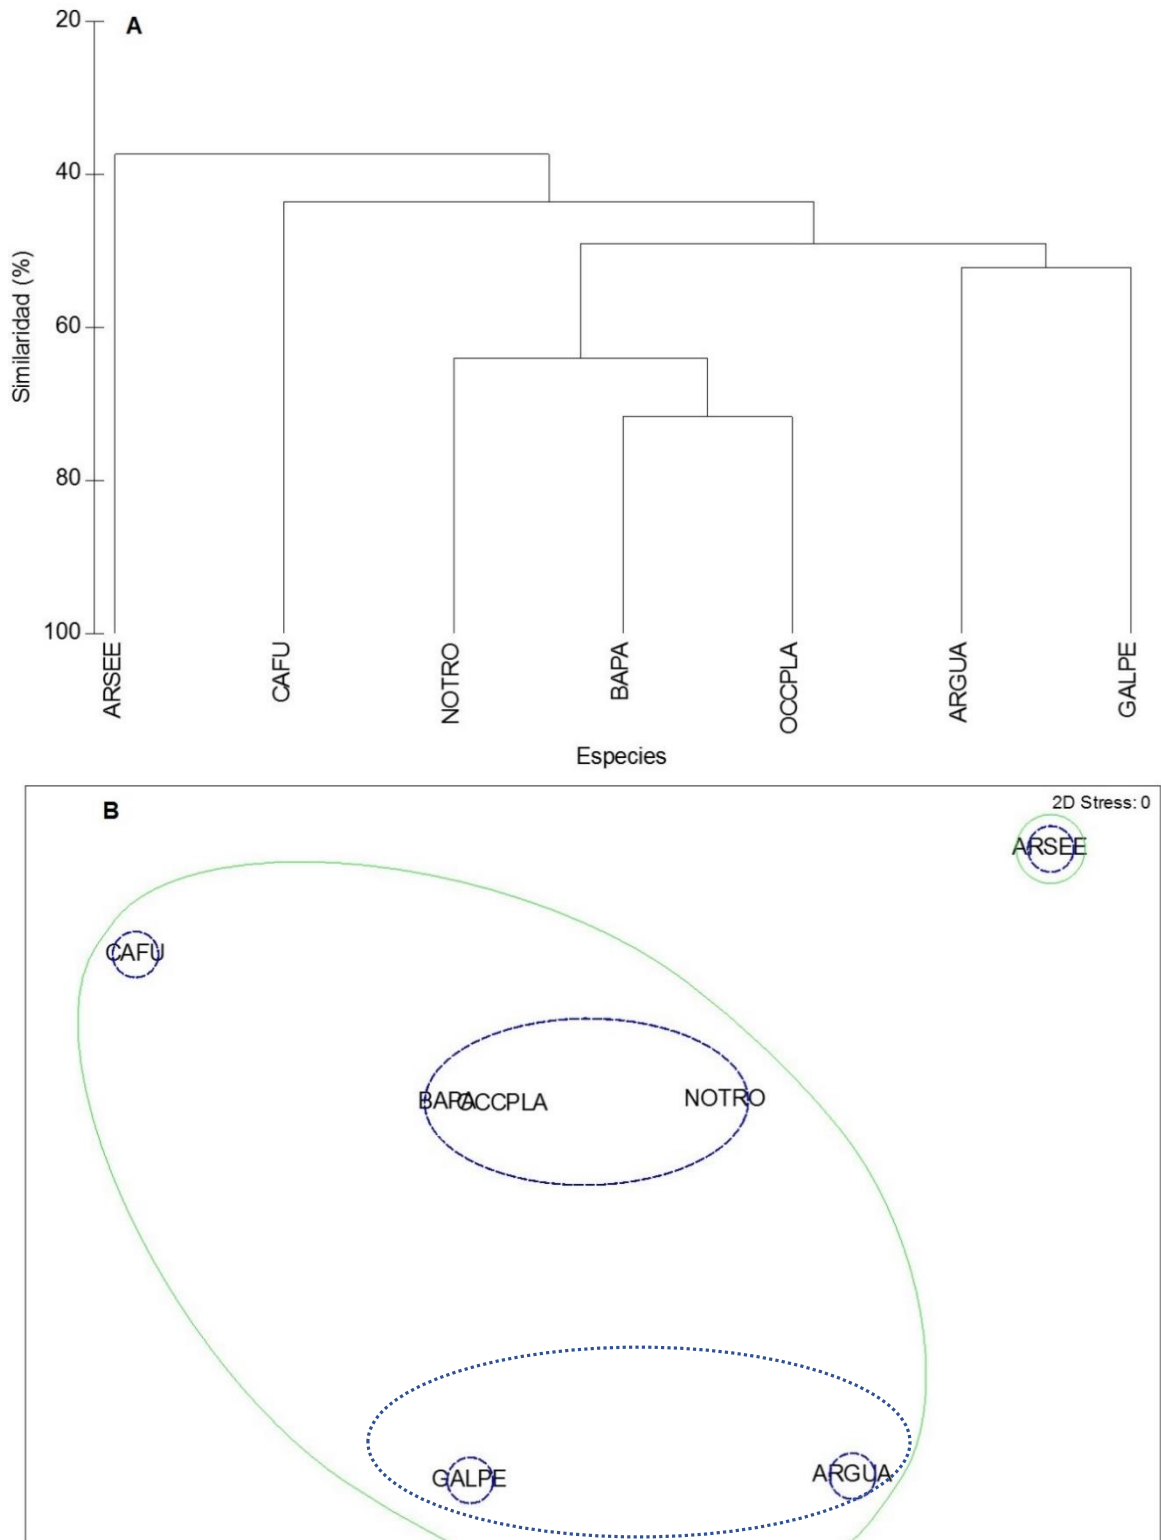 A
20
40
60
80
100
Similaridad (%)
ARSEE
CAFU
NOTRO
BAPA
OCCPLA
ARGUA
GALPE
Especies
B
2D Stress: 0
ARSEE
CAFU
BAPA
OCCPLA
NOTRO
GALPE
ARGUA